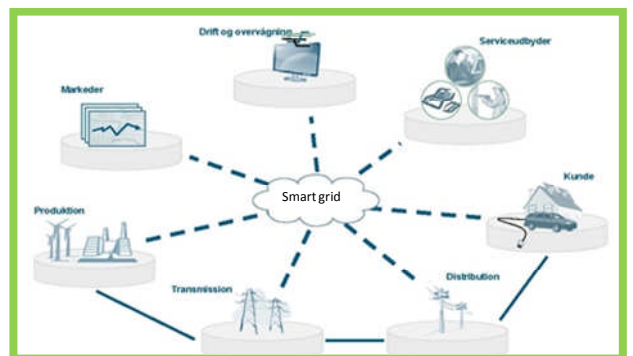 Drift og overvågning
Serviceudbyder
Markeder
Kunde
Smart grid
Produktion
Transmission
Distribution